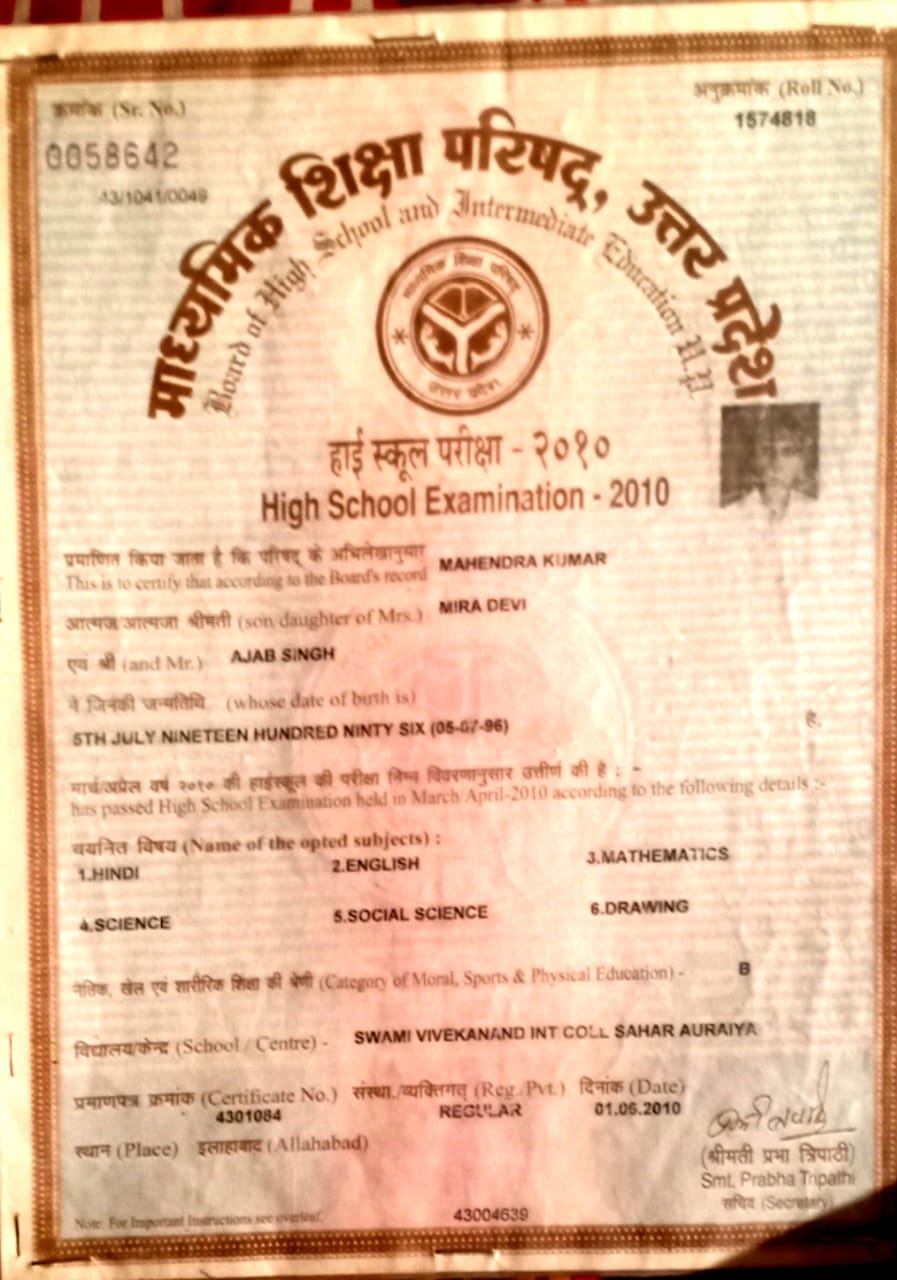 क्रमांक (Sr. No.)
अनुक्रमांक (Roll No.)
0058642
1574818
43/1041/0049
माध्यमिक शिक्षा परिषद्, उत्तर प्रदेश
Board of High School and Intermediate Education U.P.
माध्यमिक शिक्षा परिषद्
उत्तर प्रदेश
हाई स्कूल परीक्षा - २०१०
High School Examination - 2010
प्रमाणित किया जाता है कि परिषद् के अभिलेखानुसार
This is to certify that according to the Board's record
MAHENDRA KUMAR
आत्मज/आत्मजा श्रीमती (son/daughter of Mrs.) MIRA DEVI
एवं श्री (and Mr.) AJAB SINGH
ने जिनकी जन्मतिथि (whose date of birth is)
5TH JULY NINETEEN HUNDRED NINTY SIX (05-07-96) है,
मार्च/अप्रैल वर्ष २०१० की हाईस्कूल की परीक्षा निम्न विवरणानुसार उत्तीर्ण की है : -
has passed High School Examination held in March/April-2010 according to the following details :-
चयनित विषय (Name of the opted subjects) :
1.HINDI 2.ENGLISH 3.MATHEMATICS
4.SCIENCE 5.SOCIAL SCIENCE 6.DRAWING
नैतिक, खेल एवं शारीरिक शिक्षा की श्रेणी (Category of Moral, Sports & Physical Education) - B
विद्यालय/केन्द्र (School / Centre) - SWAMI VIVEKANAND INT COLL SAHAR AURAIYA
प्रमाणपत्र क्रमांक (Certificate No.) संस्था./व्यक्तिगत् (Reg./Pvt.) दिनांक (Date)
4301084 REGULAR 01.06.2010
स्थान (Place) इलाहाबाद (Allahabad)
(श्रीमती प्रभा त्रिपाठी)
Smt. Prabha Tripathi
सचिव (Secretary)
Note: For Important Instructions see overleaf.
43004639